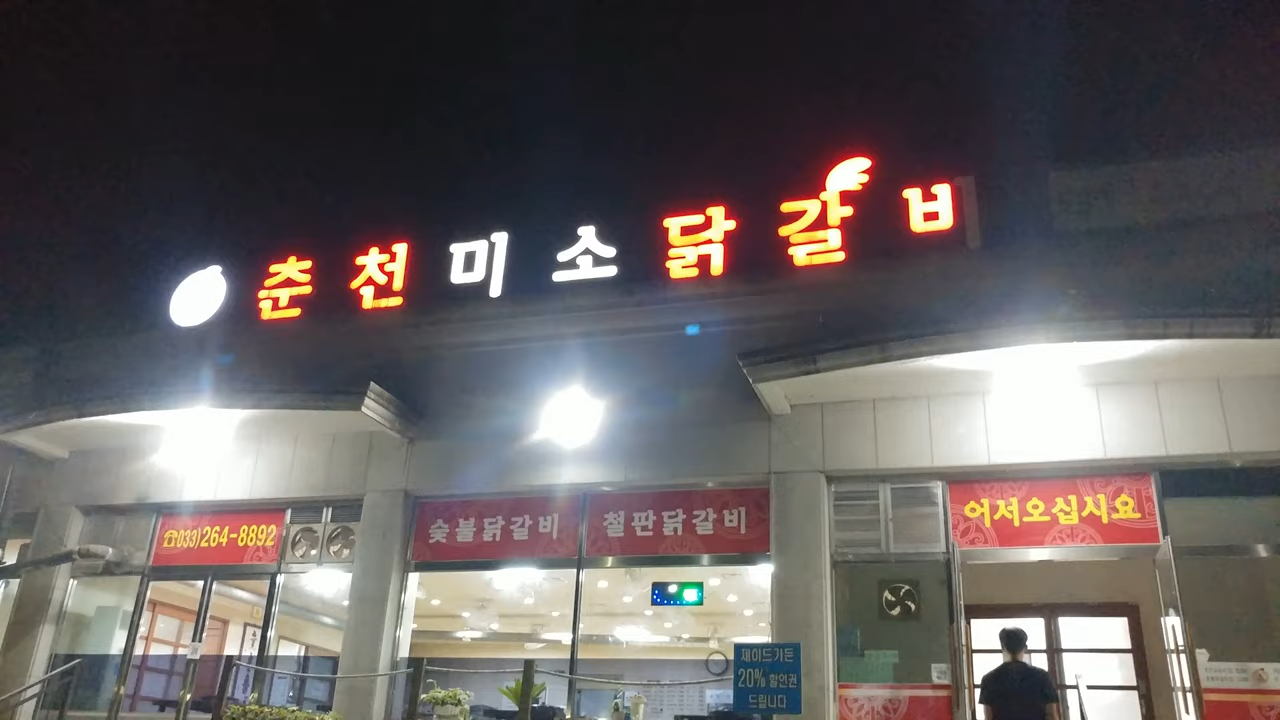 춘천미소닭갈비
☎033)264-8892
숯불닭갈비
철판닭갈비
어서오십시요
제이드가든
20% 할인권
드립니다